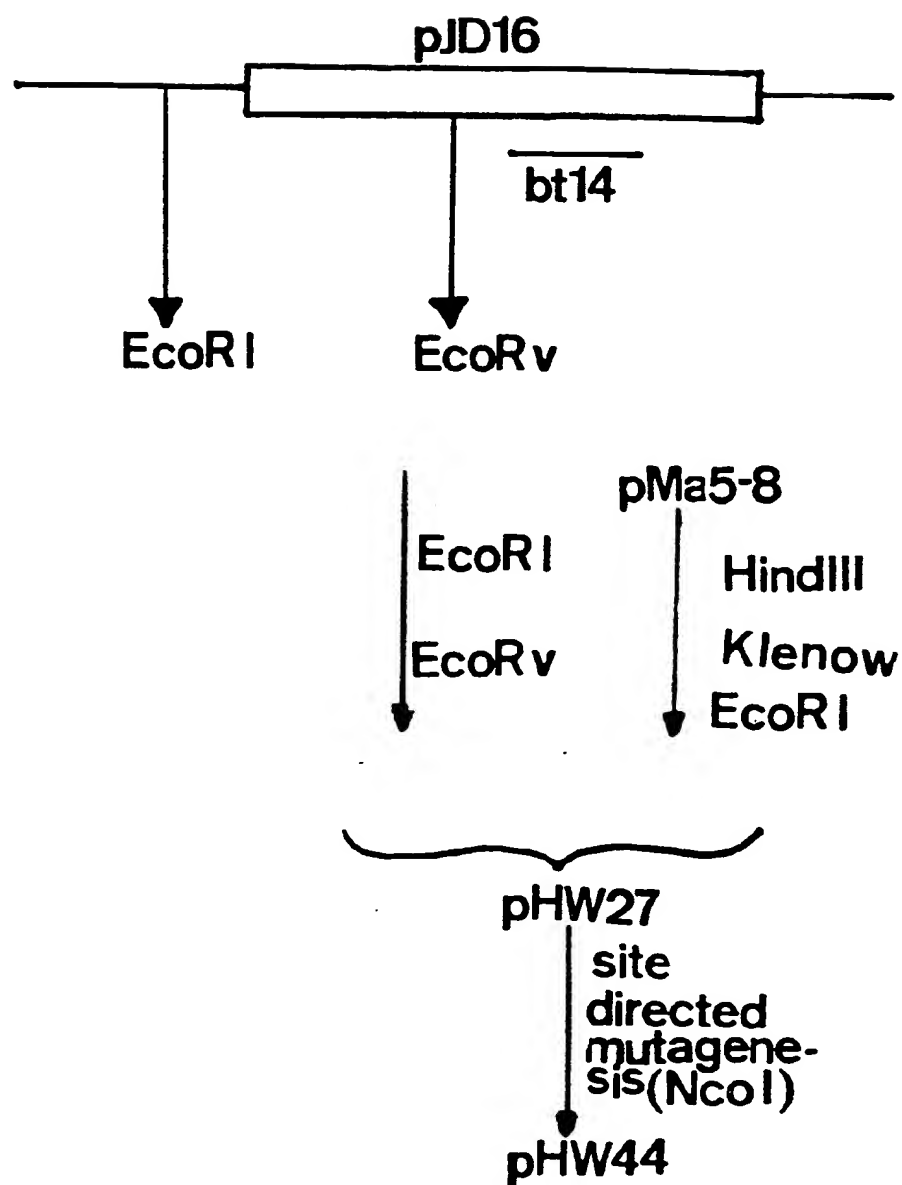 pJD16
bt14
EcoRI
EcoRv
pMa5-8
EcoRI
HindIII
EcoRv
Klenow
EcoRI
pHW27
site
directed
mutagene-
sis(NcoI)
pHW44